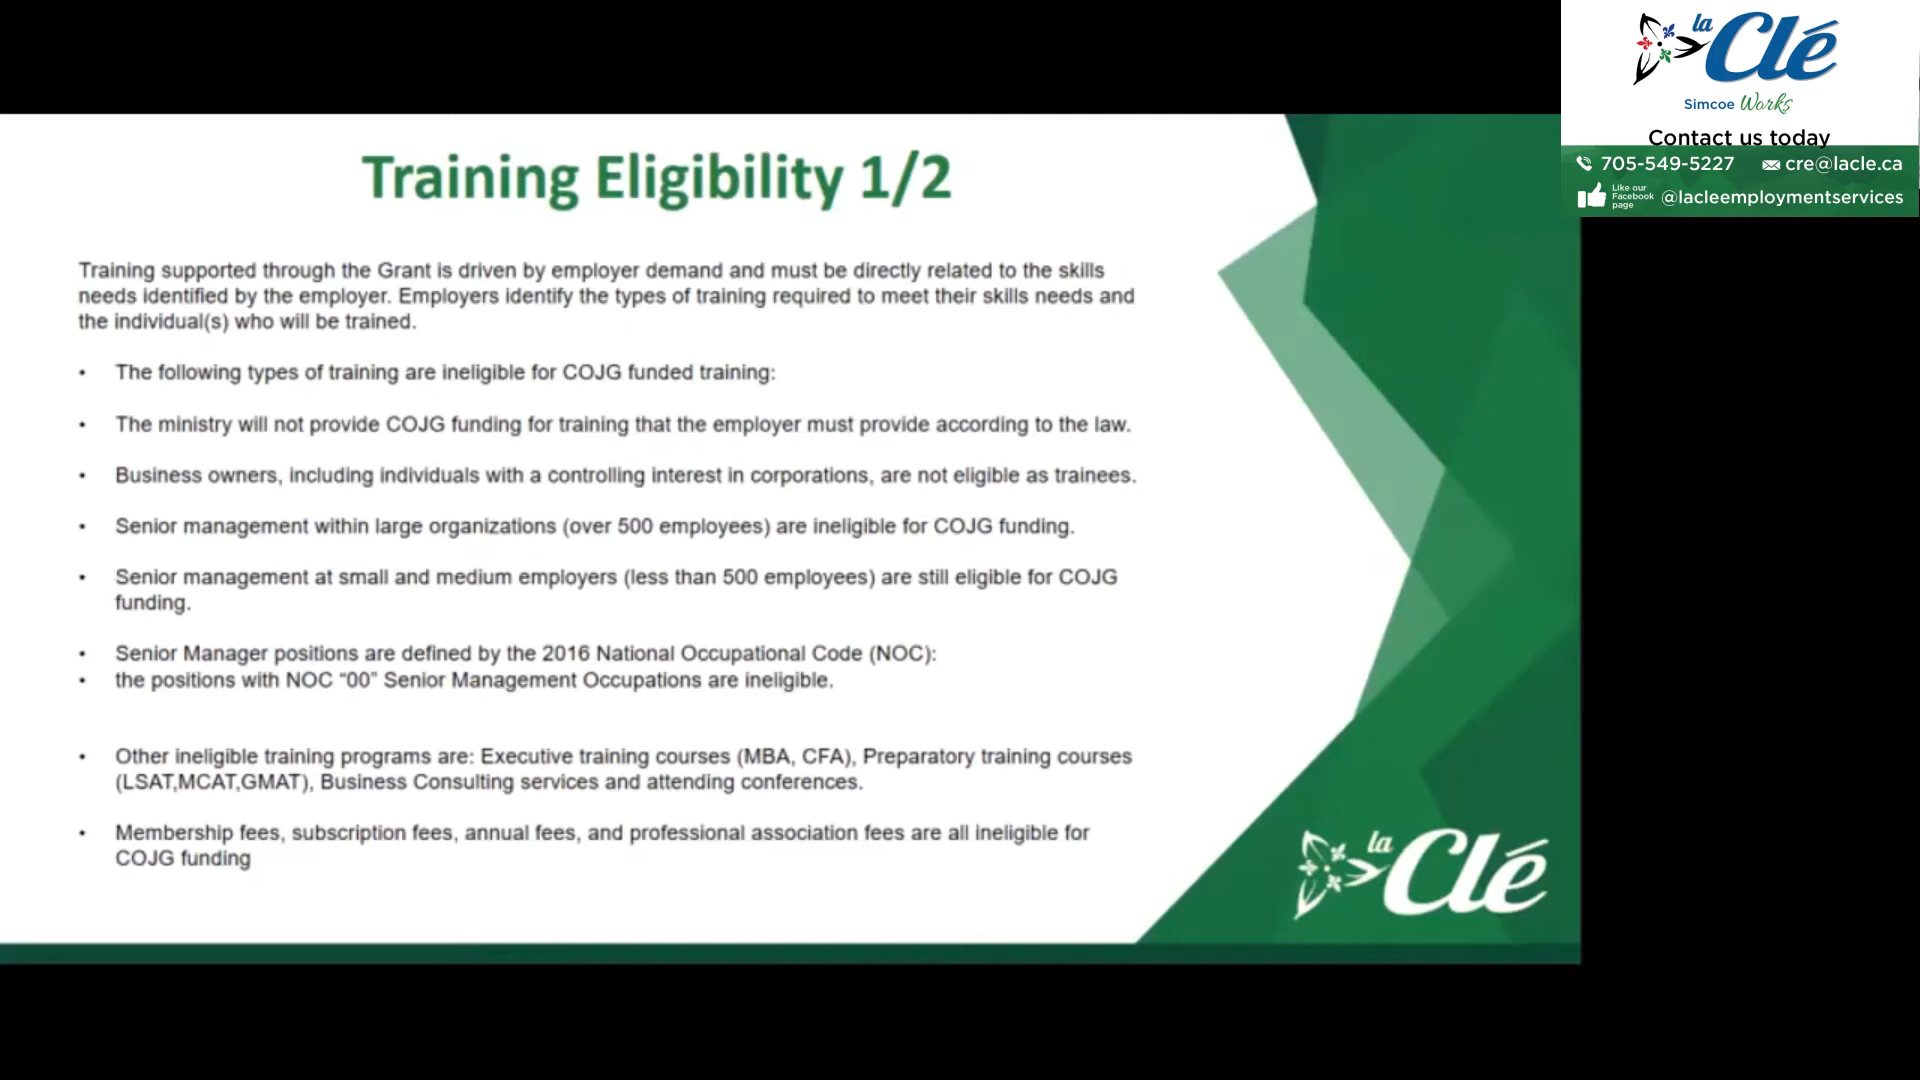 la Clé
Simcoe Works
Contact us today
705-549-5227 cre@lacle.ca
Like our
Facebook
page
@lacleemploymentservices
Training Eligibility 1/2
Training supported through the Grant is driven by employer demand and must be directly related to the skills
needs identified by the employer. Employers identify the types of training required to meet their skills needs and
the individual(s) who will be trained.
• The following types of training are ineligible for COJG funded training:
• The ministry will not provide COJG funding for training that the employer must provide according to the law.
• Business owners, including individuals with a controlling interest in corporations, are not eligible as trainees.
• Senior management within large organizations (over 500 employees) are ineligible for COJG funding.
• Senior management at small and medium employers (less than 500 employees) are still eligible for COJG
funding.
• Senior Manager positions are defined by the 2016 National Occupational Code (NOC):
• the positions with NOC “00” Senior Management Occupations are ineligible.
• Other ineligible training programs are: Executive training courses (MBA, CFA), Preparatory training courses
(LSAT,MCAT,GMAT), Business Consulting services and attending conferences.
• Membership fees, subscription fees, annual fees, and professional association fees are all ineligible for
COJG funding
la Clé